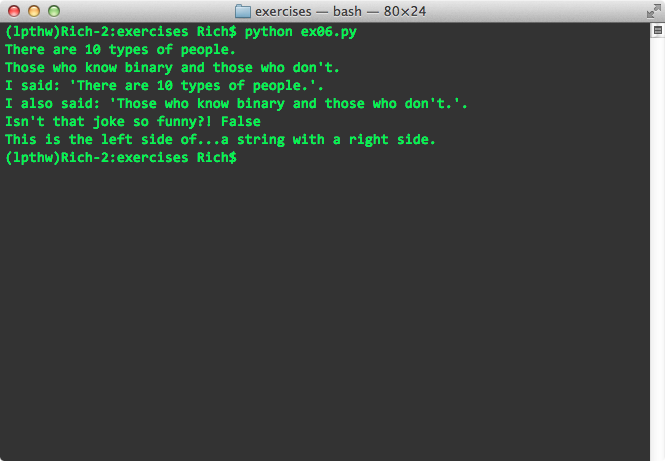 exercises — bash — 80×24
(lpthw)Rich-2:exercises Rich$ python ex06.py
There are 10 types of people.
Those who know binary and those who don't.
I said: 'There are 10 types of people.'.
I also said: 'Those who know binary and those who don't.'.
Isn't that joke so funny?! False
This is the left side of...a string with a right side.
(lpthw)Rich-2:exercises Rich$